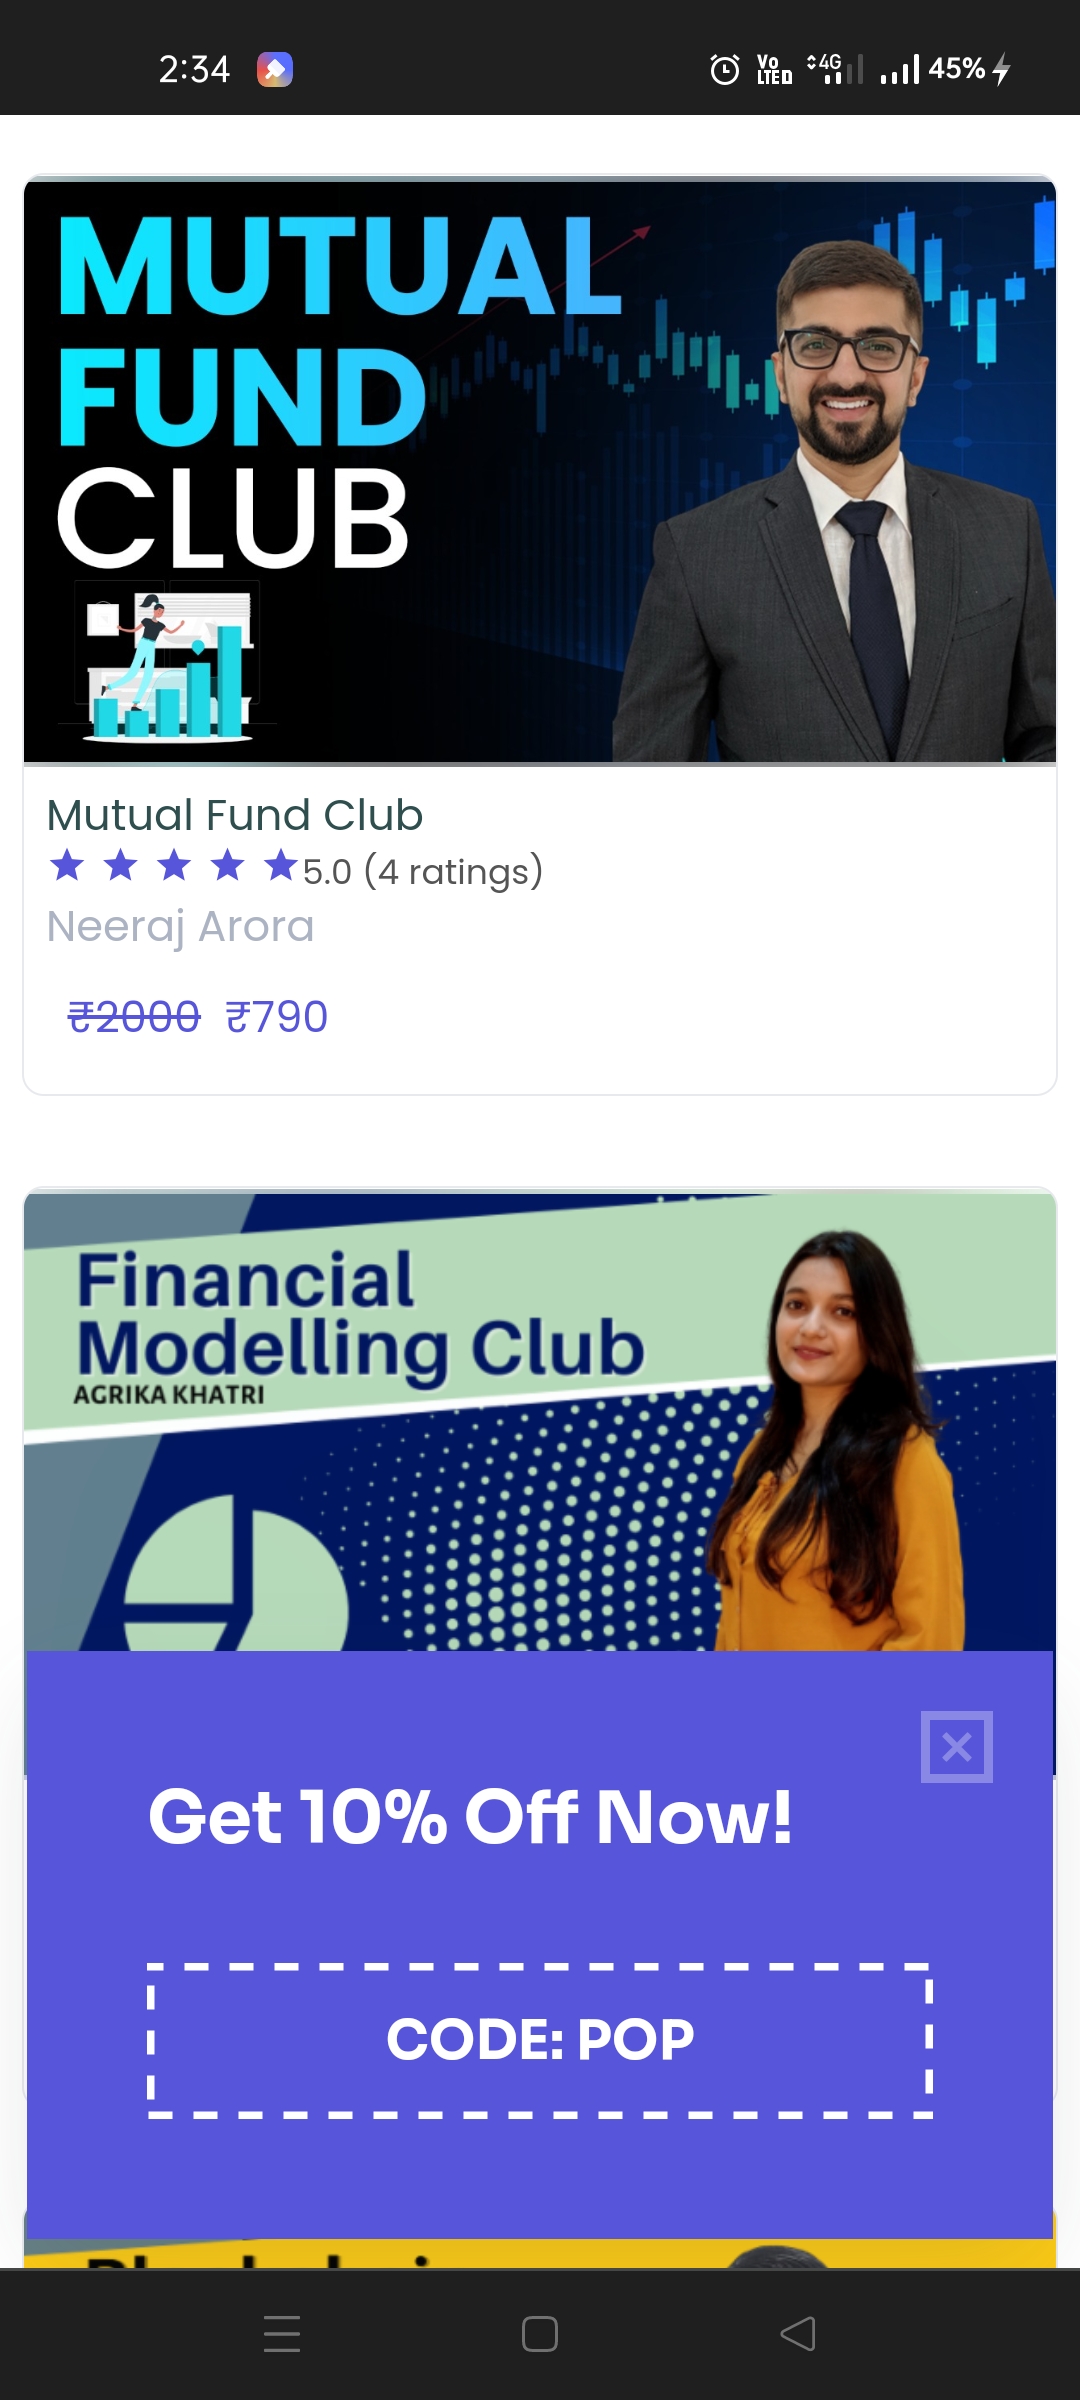 2:34
Vo
LTE D
4G
45%
MUTUAL
FUND
CLUB
Mutual Fund Club
5.0 (4 ratings)
Neeraj Arora
₹2000 ₹790
Financial
Modelling Club
AGRIKA KHATRI
Get 10% Off Now!
CODE: POP